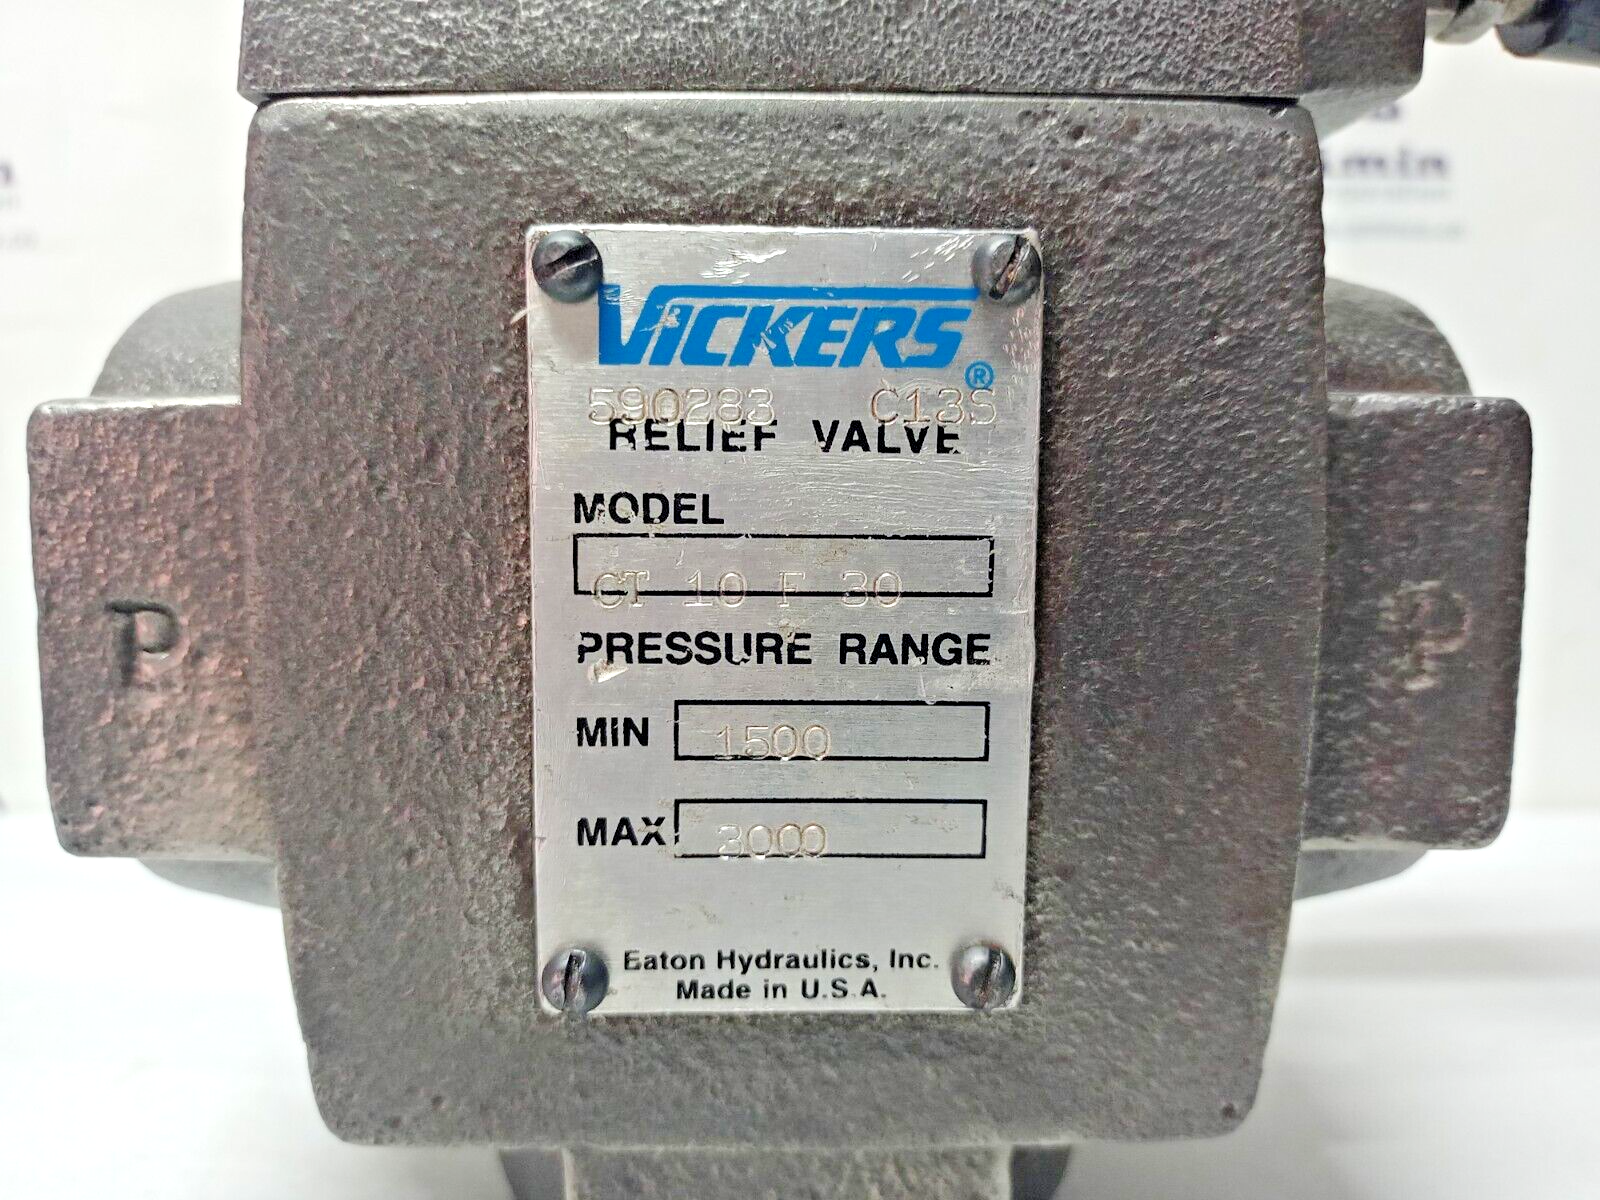 VICKERS®
590283 C13S
RELIEF VALVE
MODEL
CT 10 F 30
PRESSURE RANGE
MIN 1500
MAX 3000
Eaton Hydraulics, Inc.
Made in U.S.A.
P
P